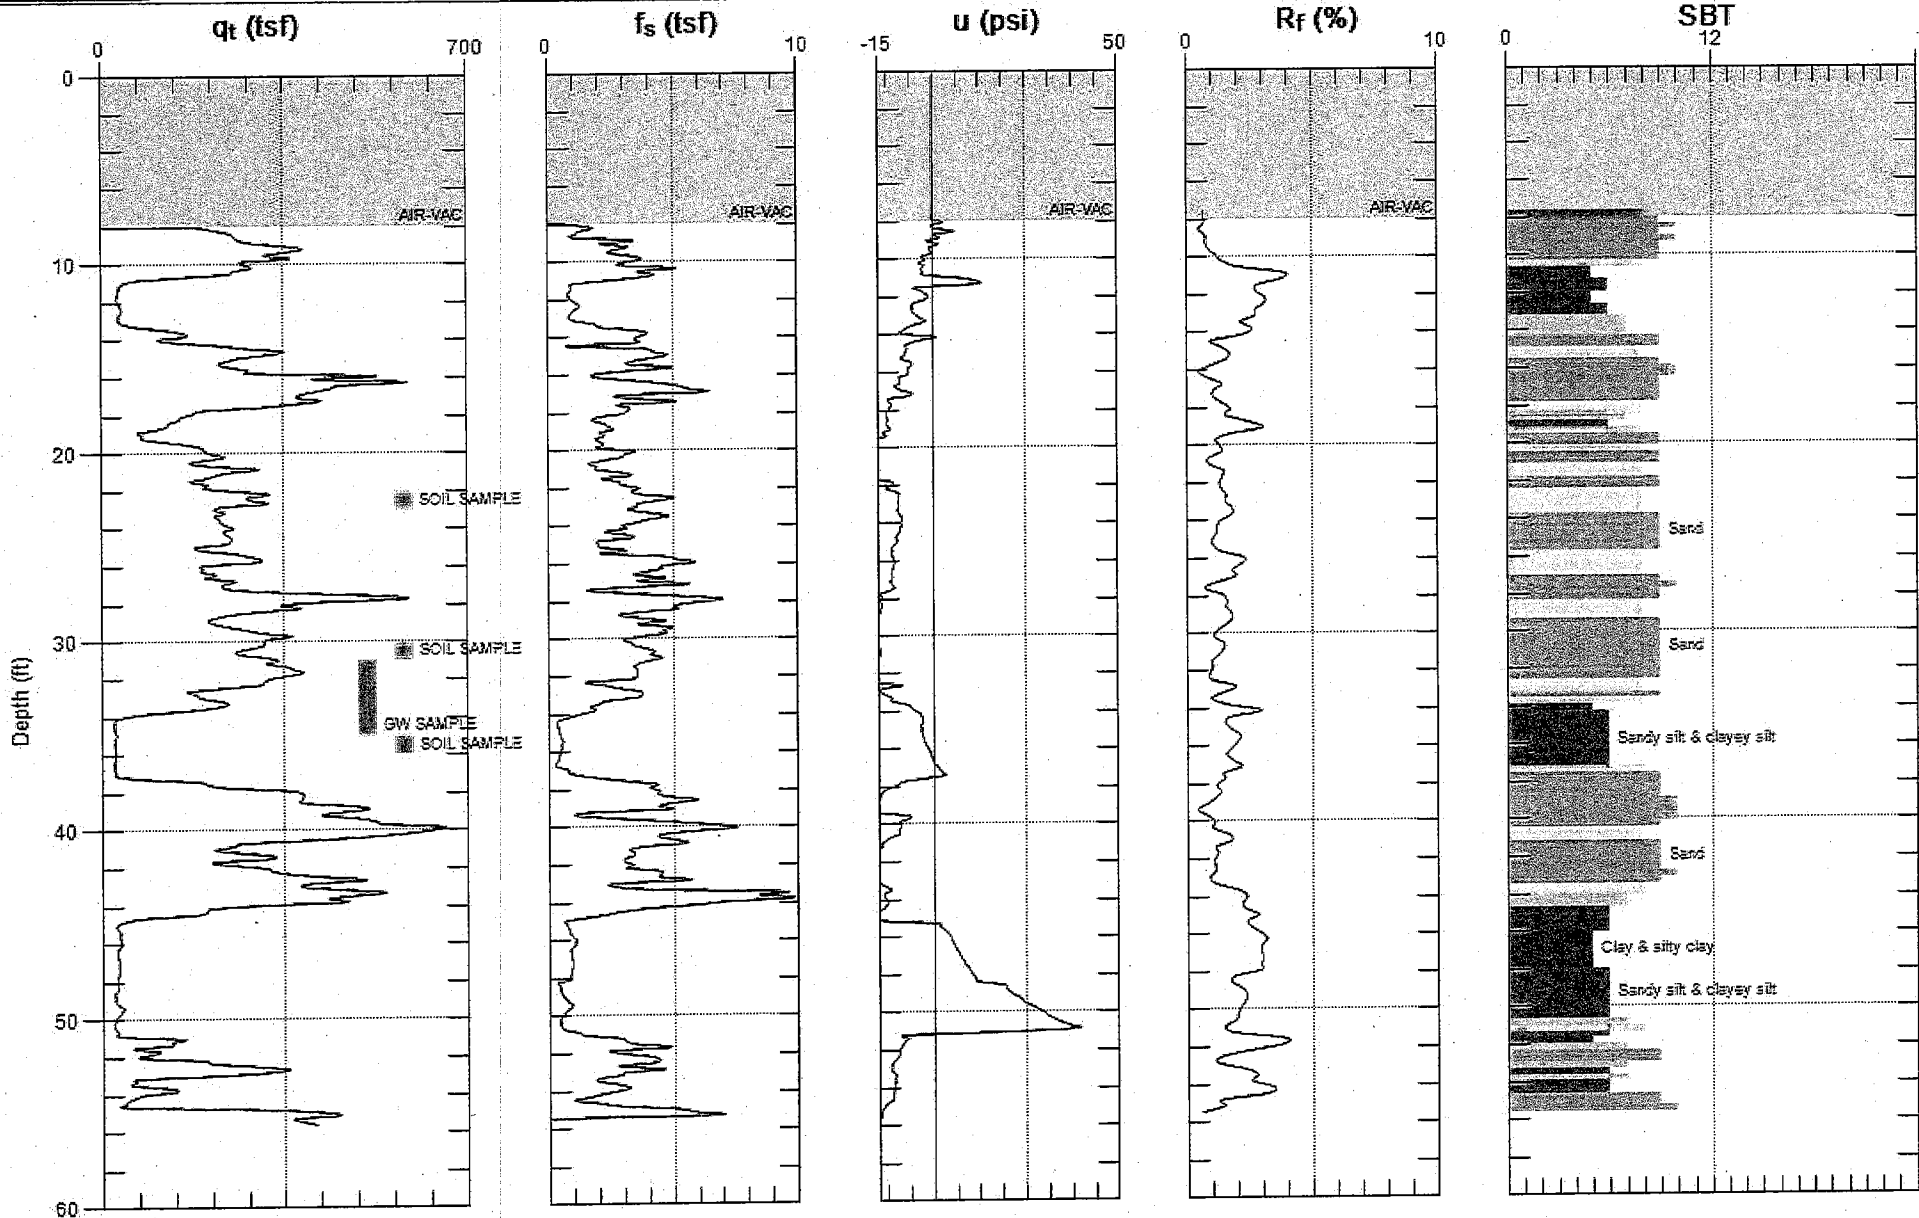 qt (tsf)
fs (tsf)
u (psi)
Rf (%)
SBT
0
700
0
10
-15
50
0
10
0
12
0
AIR-VAC
AIR-VAC
AIR-VAC
AIR-VAC
10
20
SOIL SAMPLE
Sand
30
SOIL SAMPLE
Sand
Depth (ft)
GW SAMPLE
SOIL SAMPLE
Sandy silt & clayey silt
40
Sand
Clay & silty clay
Sandy silt & clayey silt
50
60